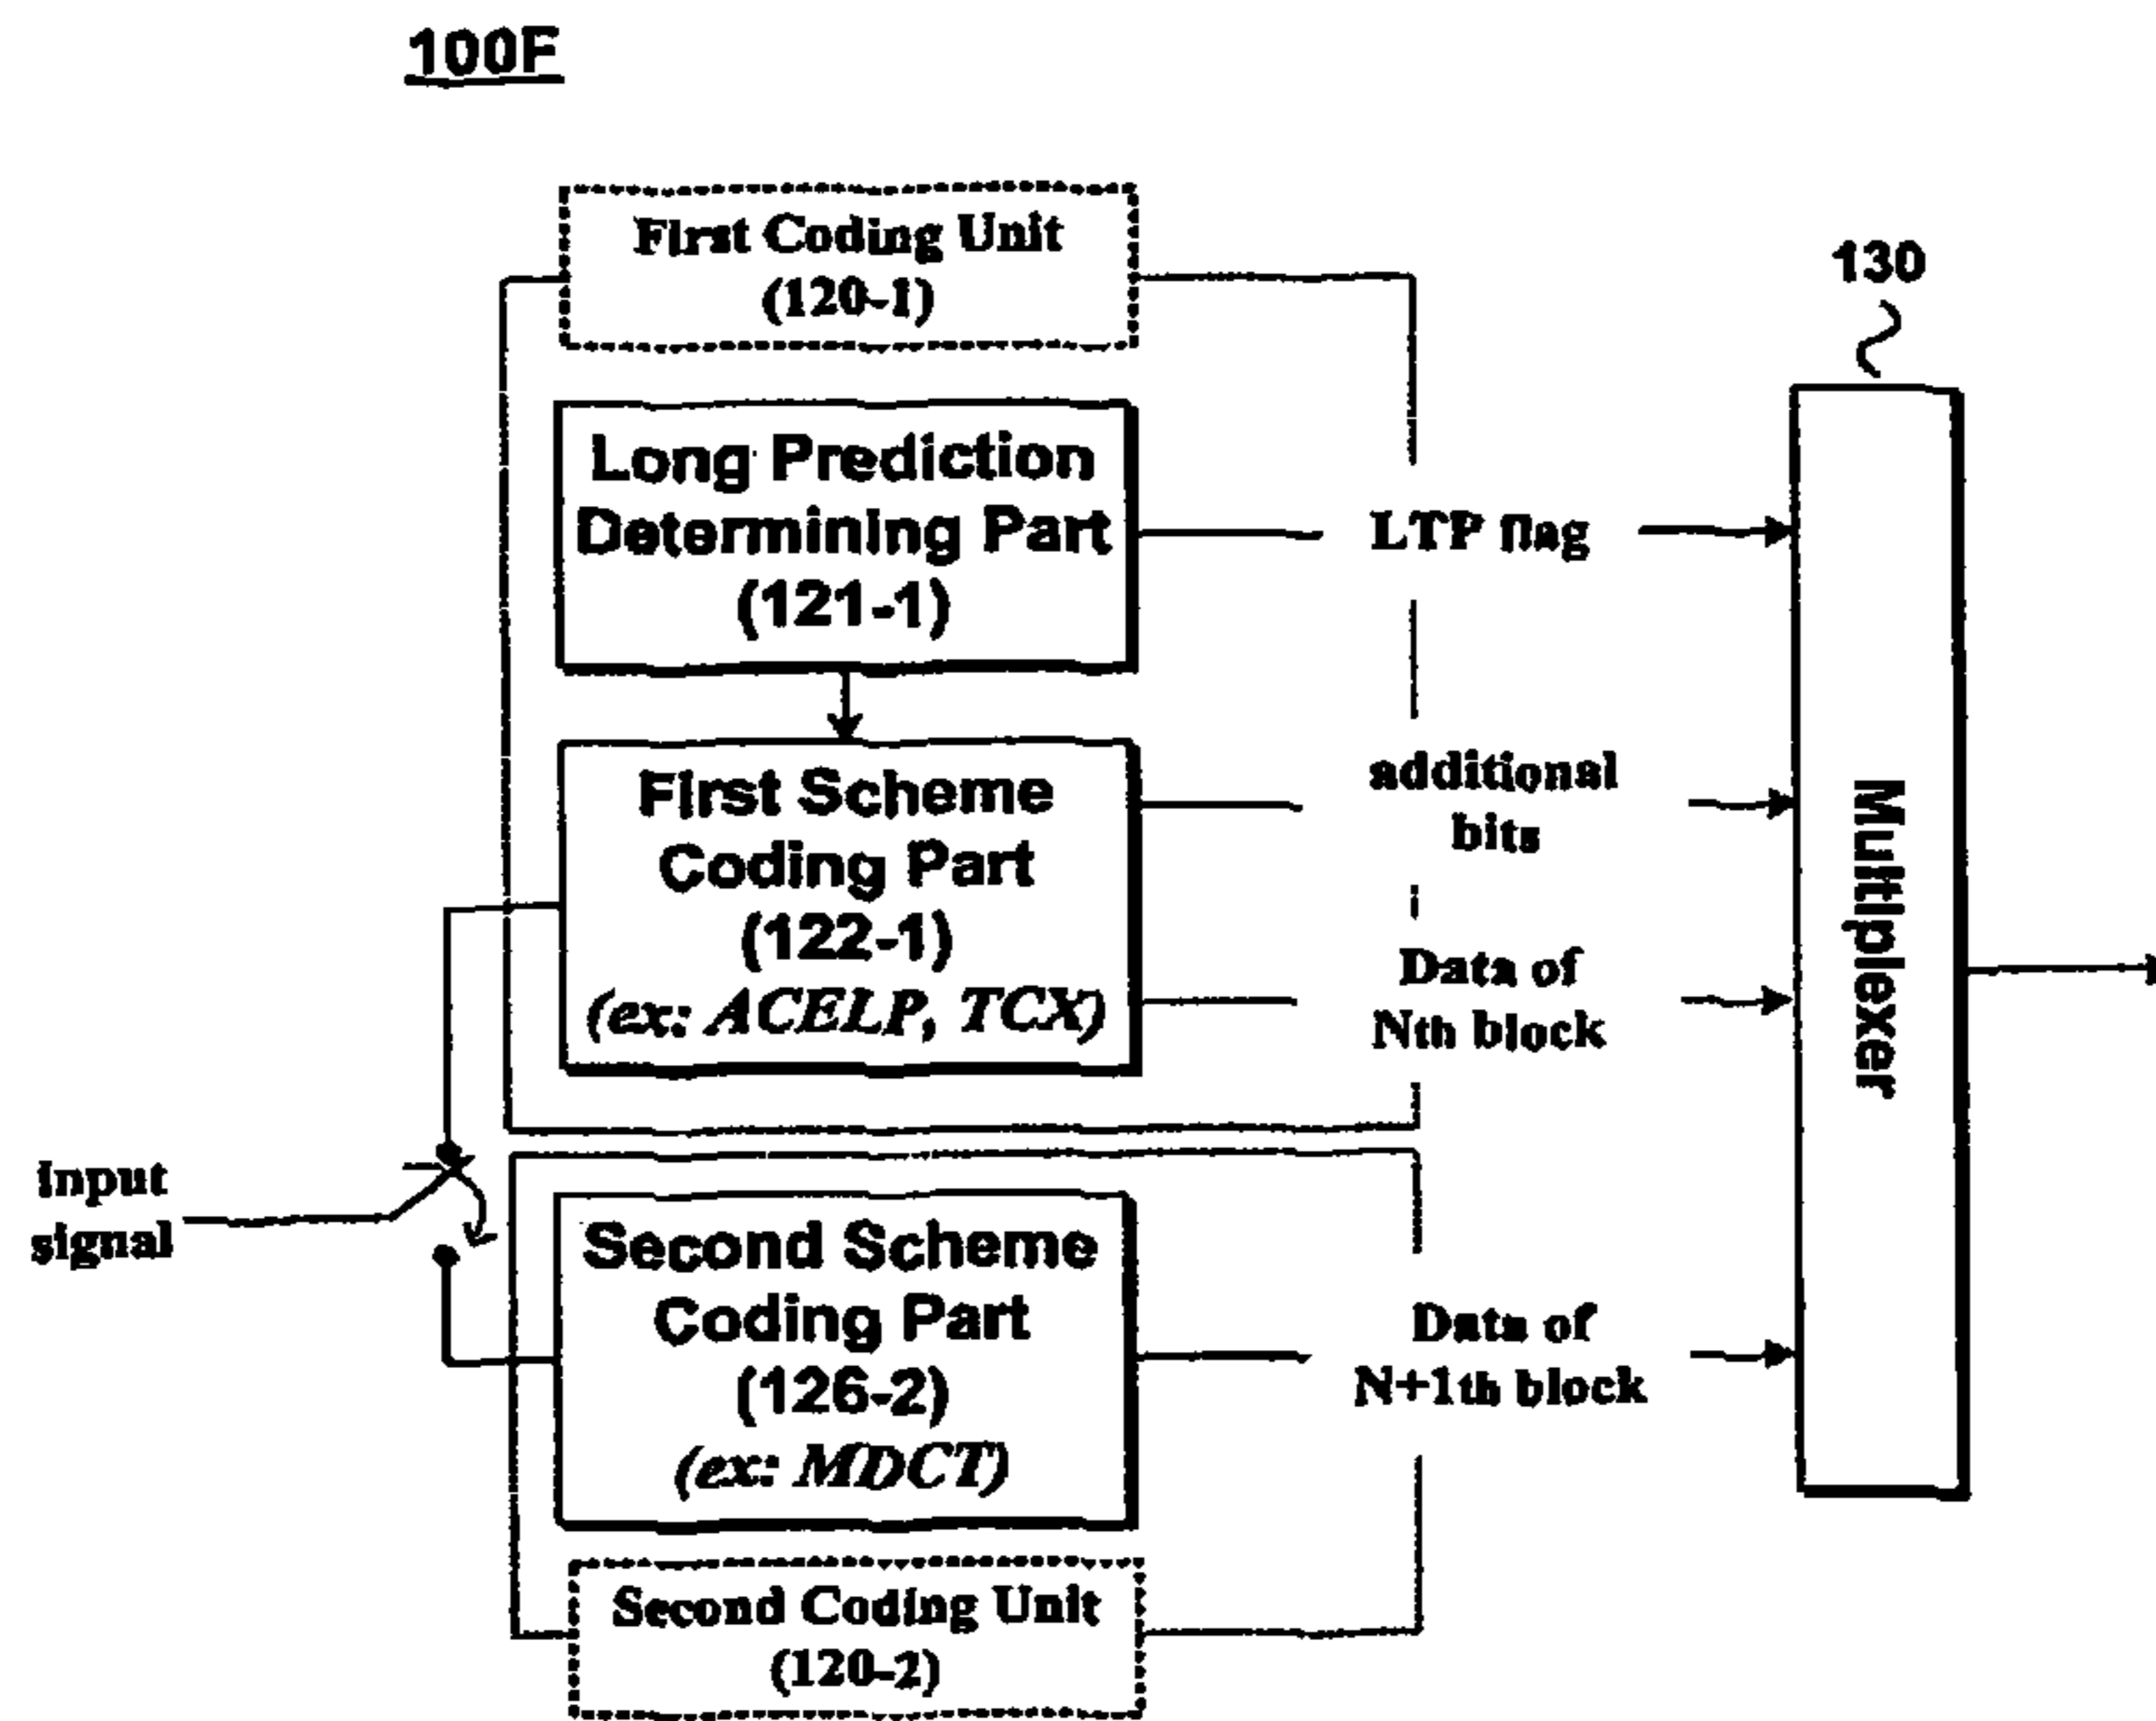 100F
First Coding Unit
(120-1)
130
Long Prediction
Determining Part
(121-1)
LTP flag
First Scheme
Coding Part
(122-1)
(ex: ACELP, TCX)
additional
bits
Data of
Nth block
Multiplexer
Input
signal
Second Scheme
Coding Part
(126-2)
(ex: MDCT)
Data of
N+1th block
Second Coding Unit
(120-2)